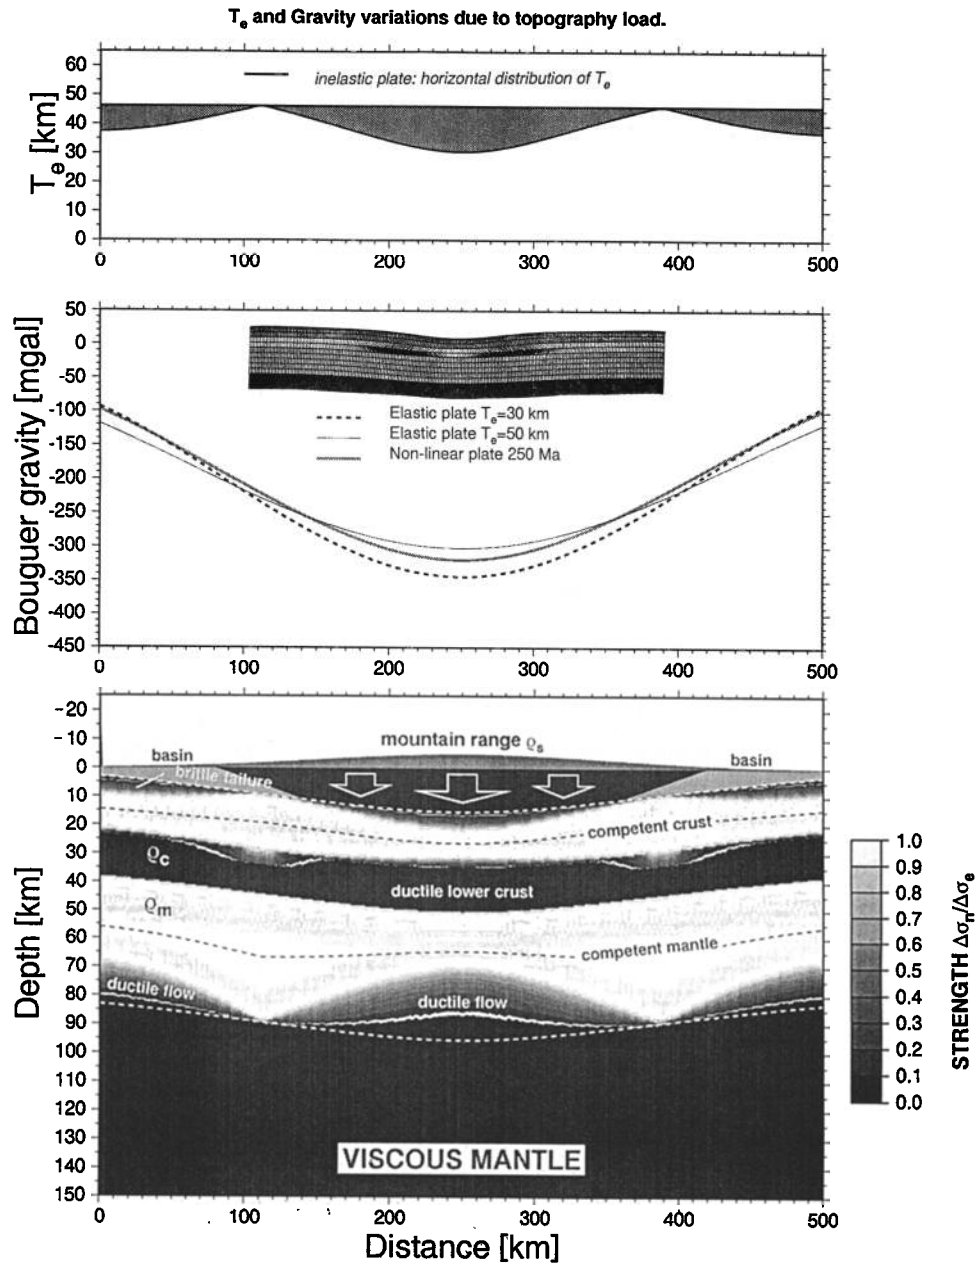 Te and Gravity variations due to topography load.
60
50
40
30
20
10
0
Te [km]
inelastic plate: horizontal distribution of Te
0 100 200 300 400 500
50
0
-50
-100
-150
-200
-250
-300
-350
-400
-450
Bouguer gravity [mgal]
Elastic plate Te=30 km
Elastic plate Te=50 km
Non-linear plate 250 Ma
0 100 200 300 400 500
-20
-10
0
10
20
30
40
50
60
70
80
90
100
110
120
130
140
150
Depth [km]
mountain range ϱs
basin
basin
brittle failure
competent crust
ϱc
ductile lower crust
ϱm
competent mantle
ductile flow
ductile flow
VISCOUS MANTLE
0 100 200 300 400 500
Distance [km]
1.0
0.9
0.8
0.7
0.6
0.5
0.4
0.3
0.2
0.1
0.0
STRENGTH Δσn/Δσe